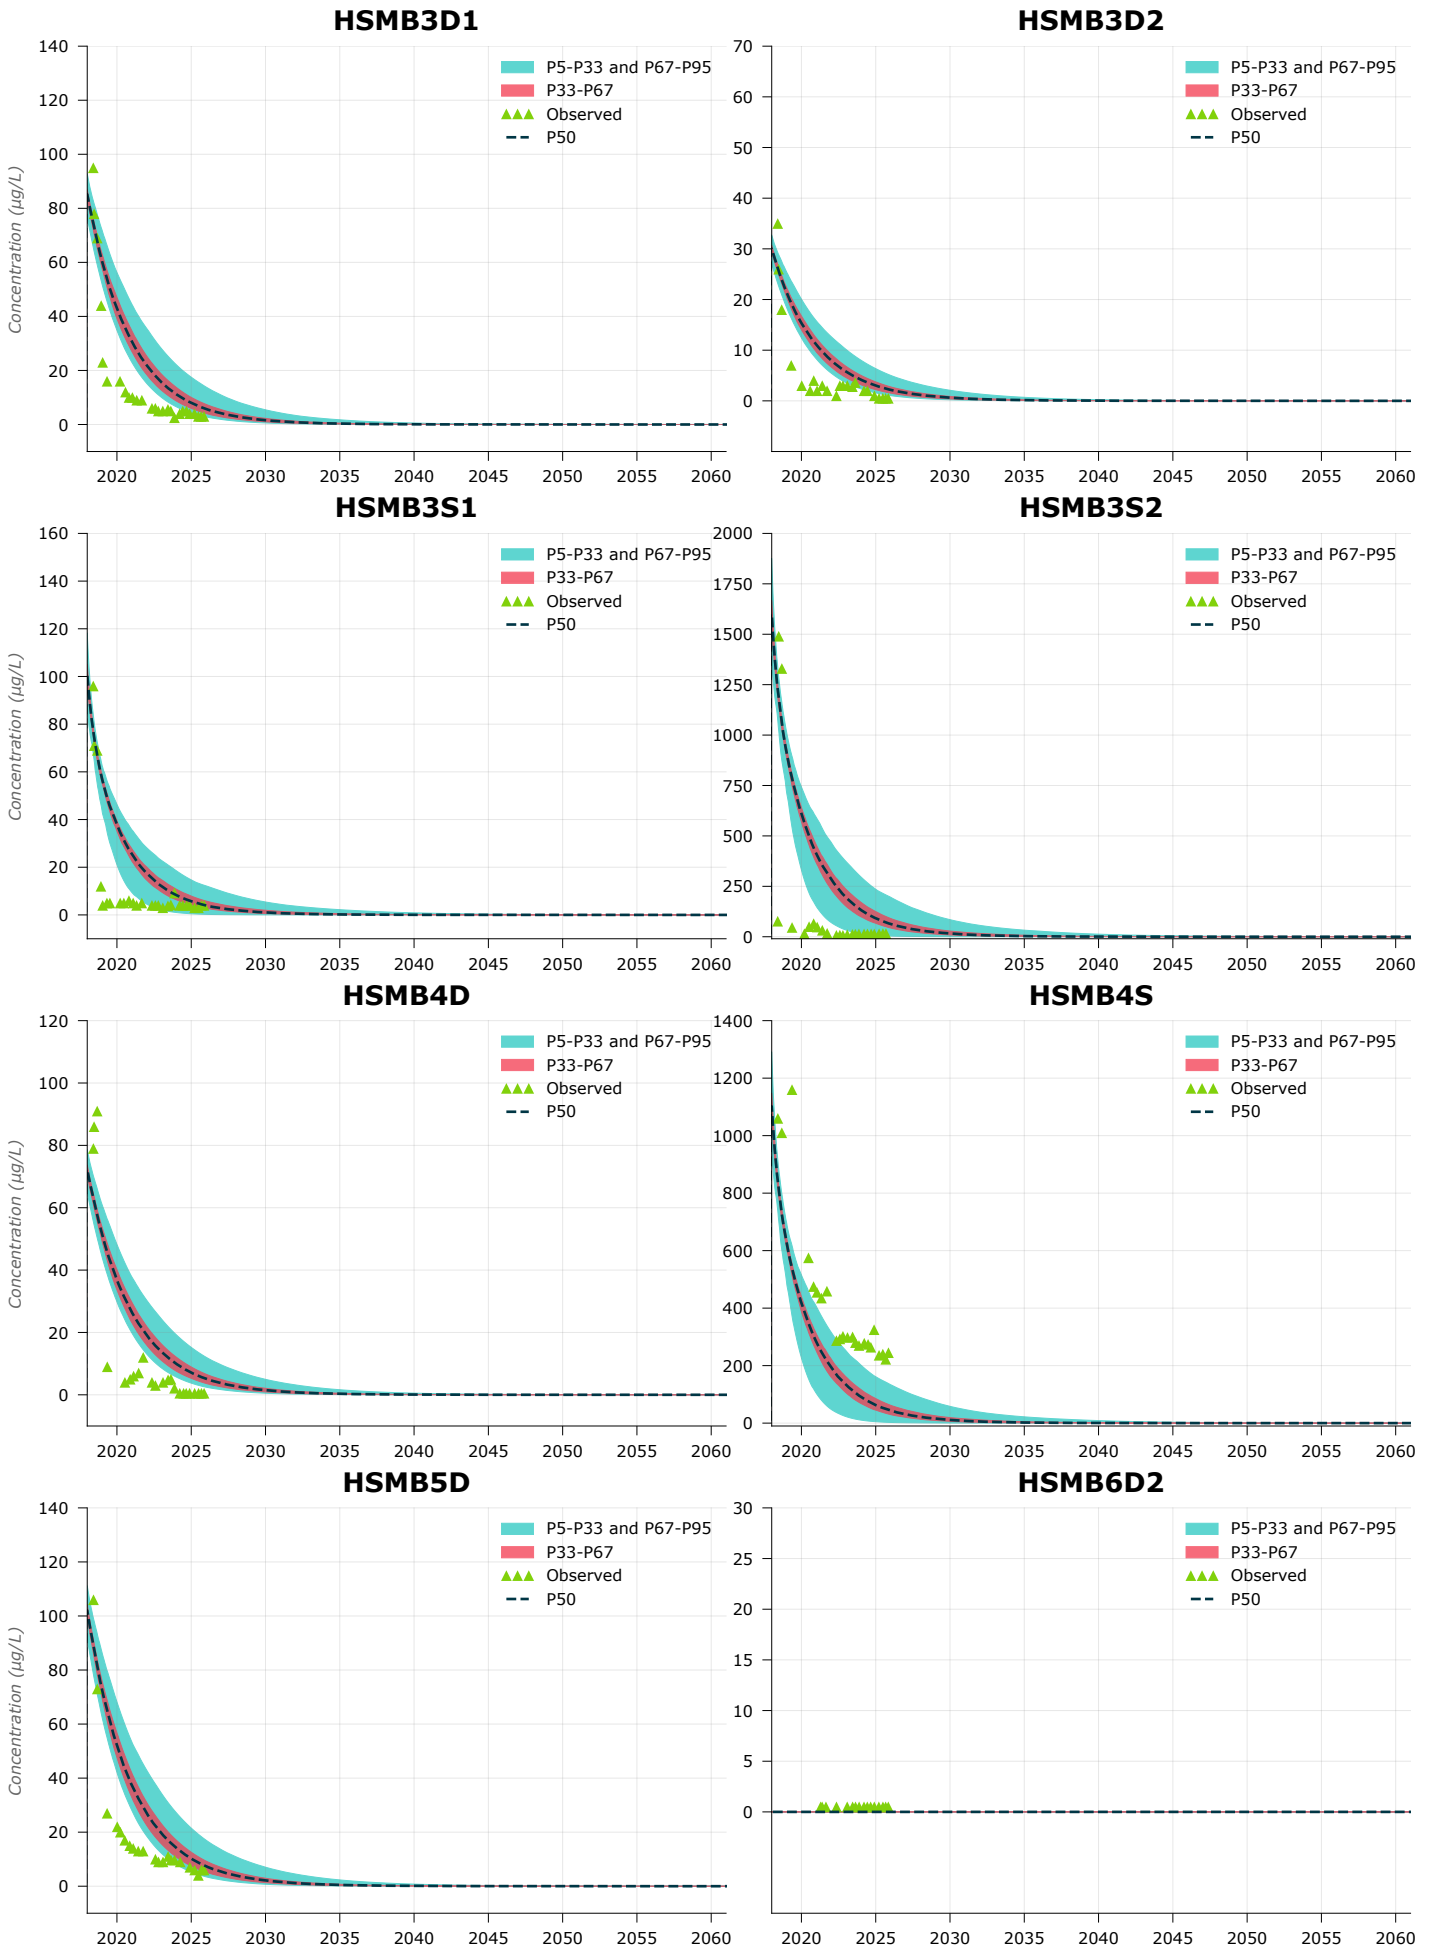 HSMB3D1
Concentration (µg/L)
140
120
100
80
60
40
20
0
P5-P33 and P67-P95
P33-P67
Observed
P50
2020 2025 2030 2035 2040 2045 2050 2055 2060
HSMB3D2
70
60
50
40
30
20
10
0
P5-P33 and P67-P95
P33-P67
Observed
P50
2020 2025 2030 2035 2040 2045 2050 2055 2060
HSMB3S1
Concentration (µg/L)
160
140
120
100
80
60
40
20
0
P5-P33 and P67-P95
P33-P67
Observed
P50
2020 2025 2030 2035 2040 2045 2050 2055 2060
HSMB3S2
2000
1750
1500
1250
1000
750
500
250
0
P5-P33 and P67-P95
P33-P67
Observed
P50
2020 2025 2030 2035 2040 2045 2050 2055 2060
HSMB4D
Concentration (µg/L)
120
100
80
60
40
20
0
P5-P33 and P67-P95
P33-P67
Observed
P50
2020 2025 2030 2035 2040 2045 2050 2055 2060
HSMB4S
1400
1200
1000
800
600
400
200
0
P5-P33 and P67-P95
P33-P67
Observed
P50
2020 2025 2030 2035 2040 2045 2050 2055 2060
HSMB5D
Concentration (µg/L)
140
120
100
80
60
40
20
0
P5-P33 and P67-P95
P33-P67
Observed
P50
2020 2025 2030 2035 2040 2045 2050 2055 2060
HSMB6D2
30
25
20
15
10
5
0
P5-P33 and P67-P95
P33-P67
Observed
P50
2020 2025 2030 2035 2040 2045 2050 2055 2060